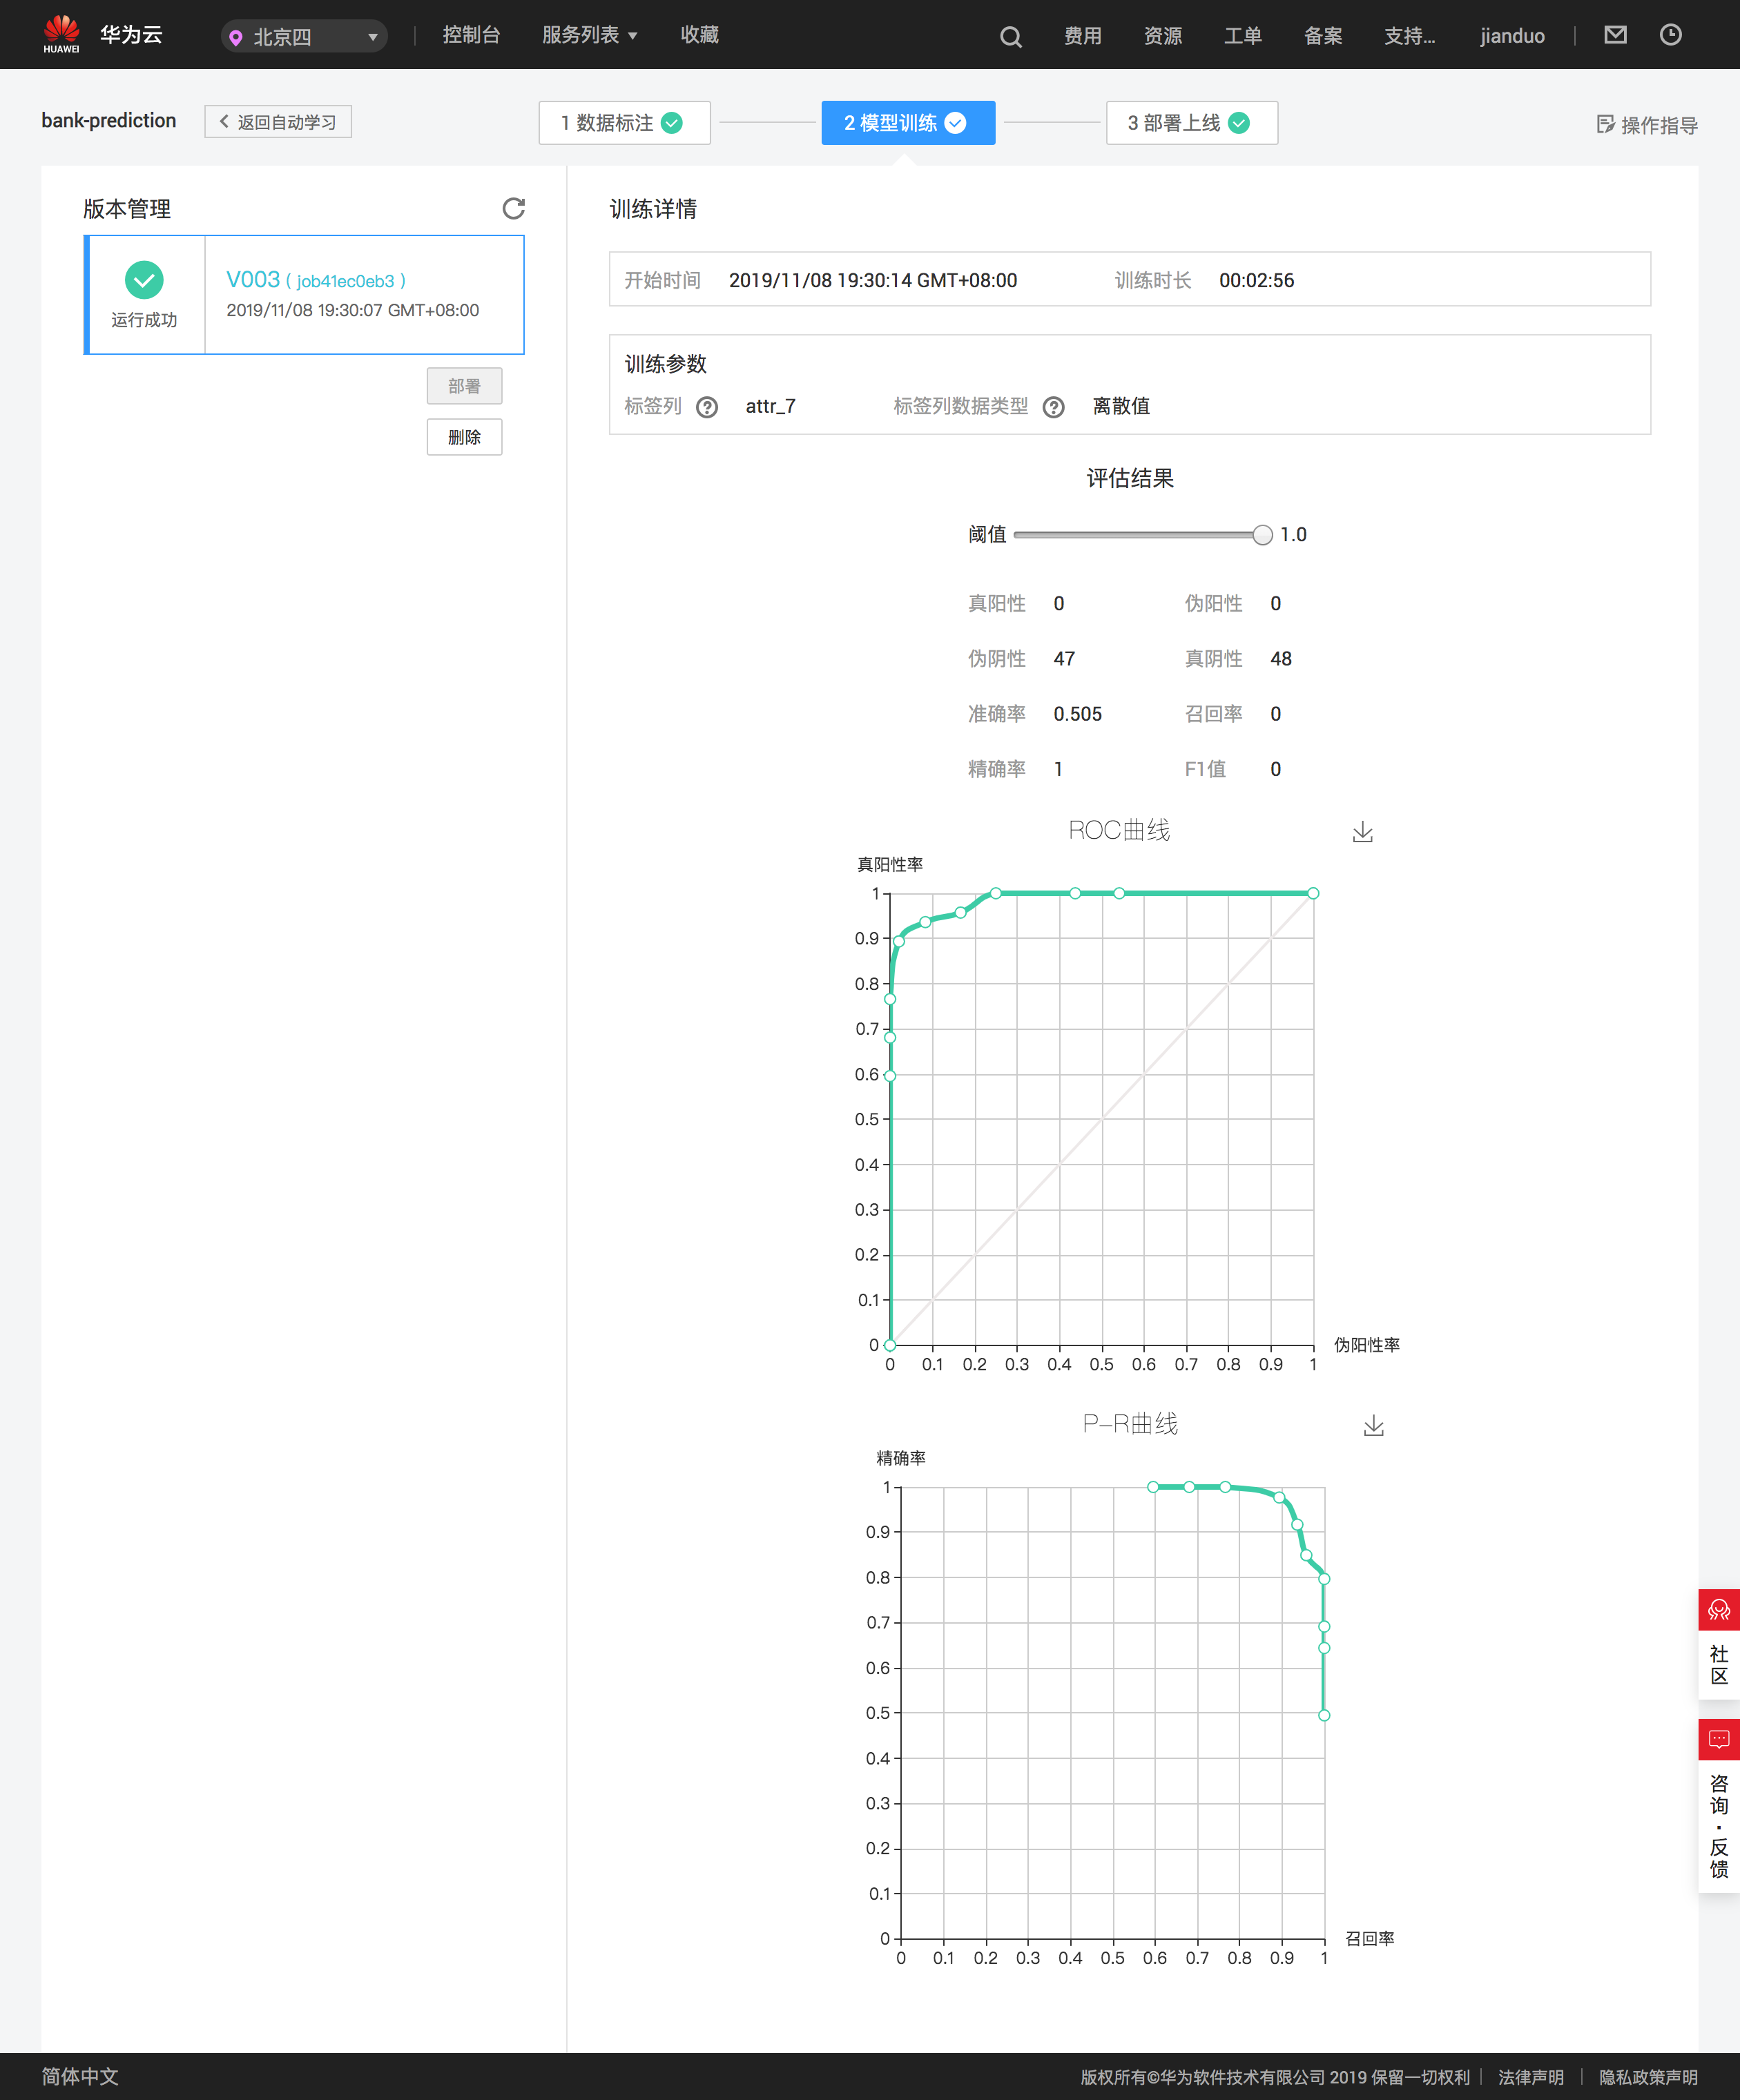 HUAWEI 华为云 北京四 控制台 服务列表 收藏 费用 资源 工单 备案 支持... jianduo
bank-prediction 返回自动学习 1 数据标注 2 模型训练 3 部署上线 操作指导
版本管理
V003 ( job41ec0eb3 )
2019/11/08 19:30:07 GMT+08:00
运行成功
部署
删除
训练详情
开始时间 2019/11/08 19:30:14 GMT+08:00 训练时长 00:02:56
训练参数
标签列 ? attr_7 标签列数据类型 ? 离散值
评估结果
阈值 1.0
真阳性 0 伪阳性 0
伪阴性 47 真阴性 48
准确率 0.505 召回率 0
精确率 1 F1值 0
ROC曲线
真阳性率
1
0.9
0.8
0.7
0.6
0.5
0.4
0.3
0.2
0.1
0 伪阳性率
0 0.1 0.2 0.3 0.4 0.5 0.6 0.7 0.8 0.9 1
P-R曲线
精确率
1
0.9
0.8
0.7
0.6
0.5
0.4
0.3
0.2
0.1
0 召回率
0 0.1 0.2 0.3 0.4 0.5 0.6 0.7 0.8 0.9 1
社区
咨询·反馈
简体中文 版权所有©华为软件技术有限公司 2019 保留一切权利 | 法律声明 | 隐私政策声明